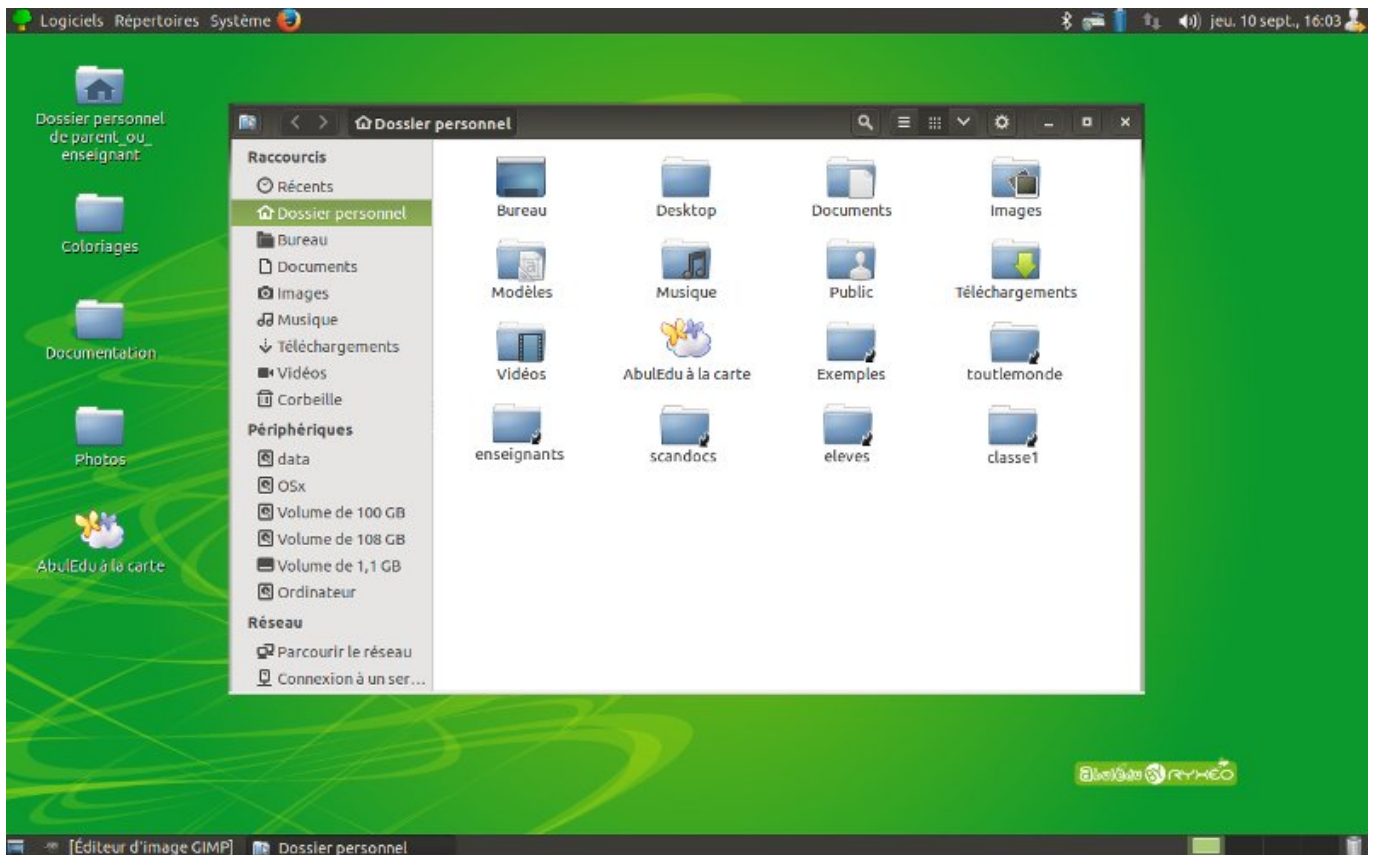 Logiciels Répertoires Système
jeu. 10 sept., 16:03
Dossier personnel
de parent_ou_
enseignant
Coloriages
Documentation
Photos
AbulEdu à la carte
Dossier personnel
Raccourcis
Récents
Dossier personnel
Bureau
Documents
Images
Musique
Téléchargements
Vidéos
Corbeille
Périphériques
data
OSx
Volume de 100 GB
Volume de 108 GB
Volume de 1,1 GB
Ordinateur
Réseau
Parcourir le réseau
Connexion à un ser...
Bureau Desktop Documents Images
Modèles Musique Public Téléchargements
Vidéos AbulEdu à la carte Exemples toutlemonde
enseignants scandocs eleves classe1
AbulÉdu RYXEO
[Éditeur d'image GIMP] Dossier personnel